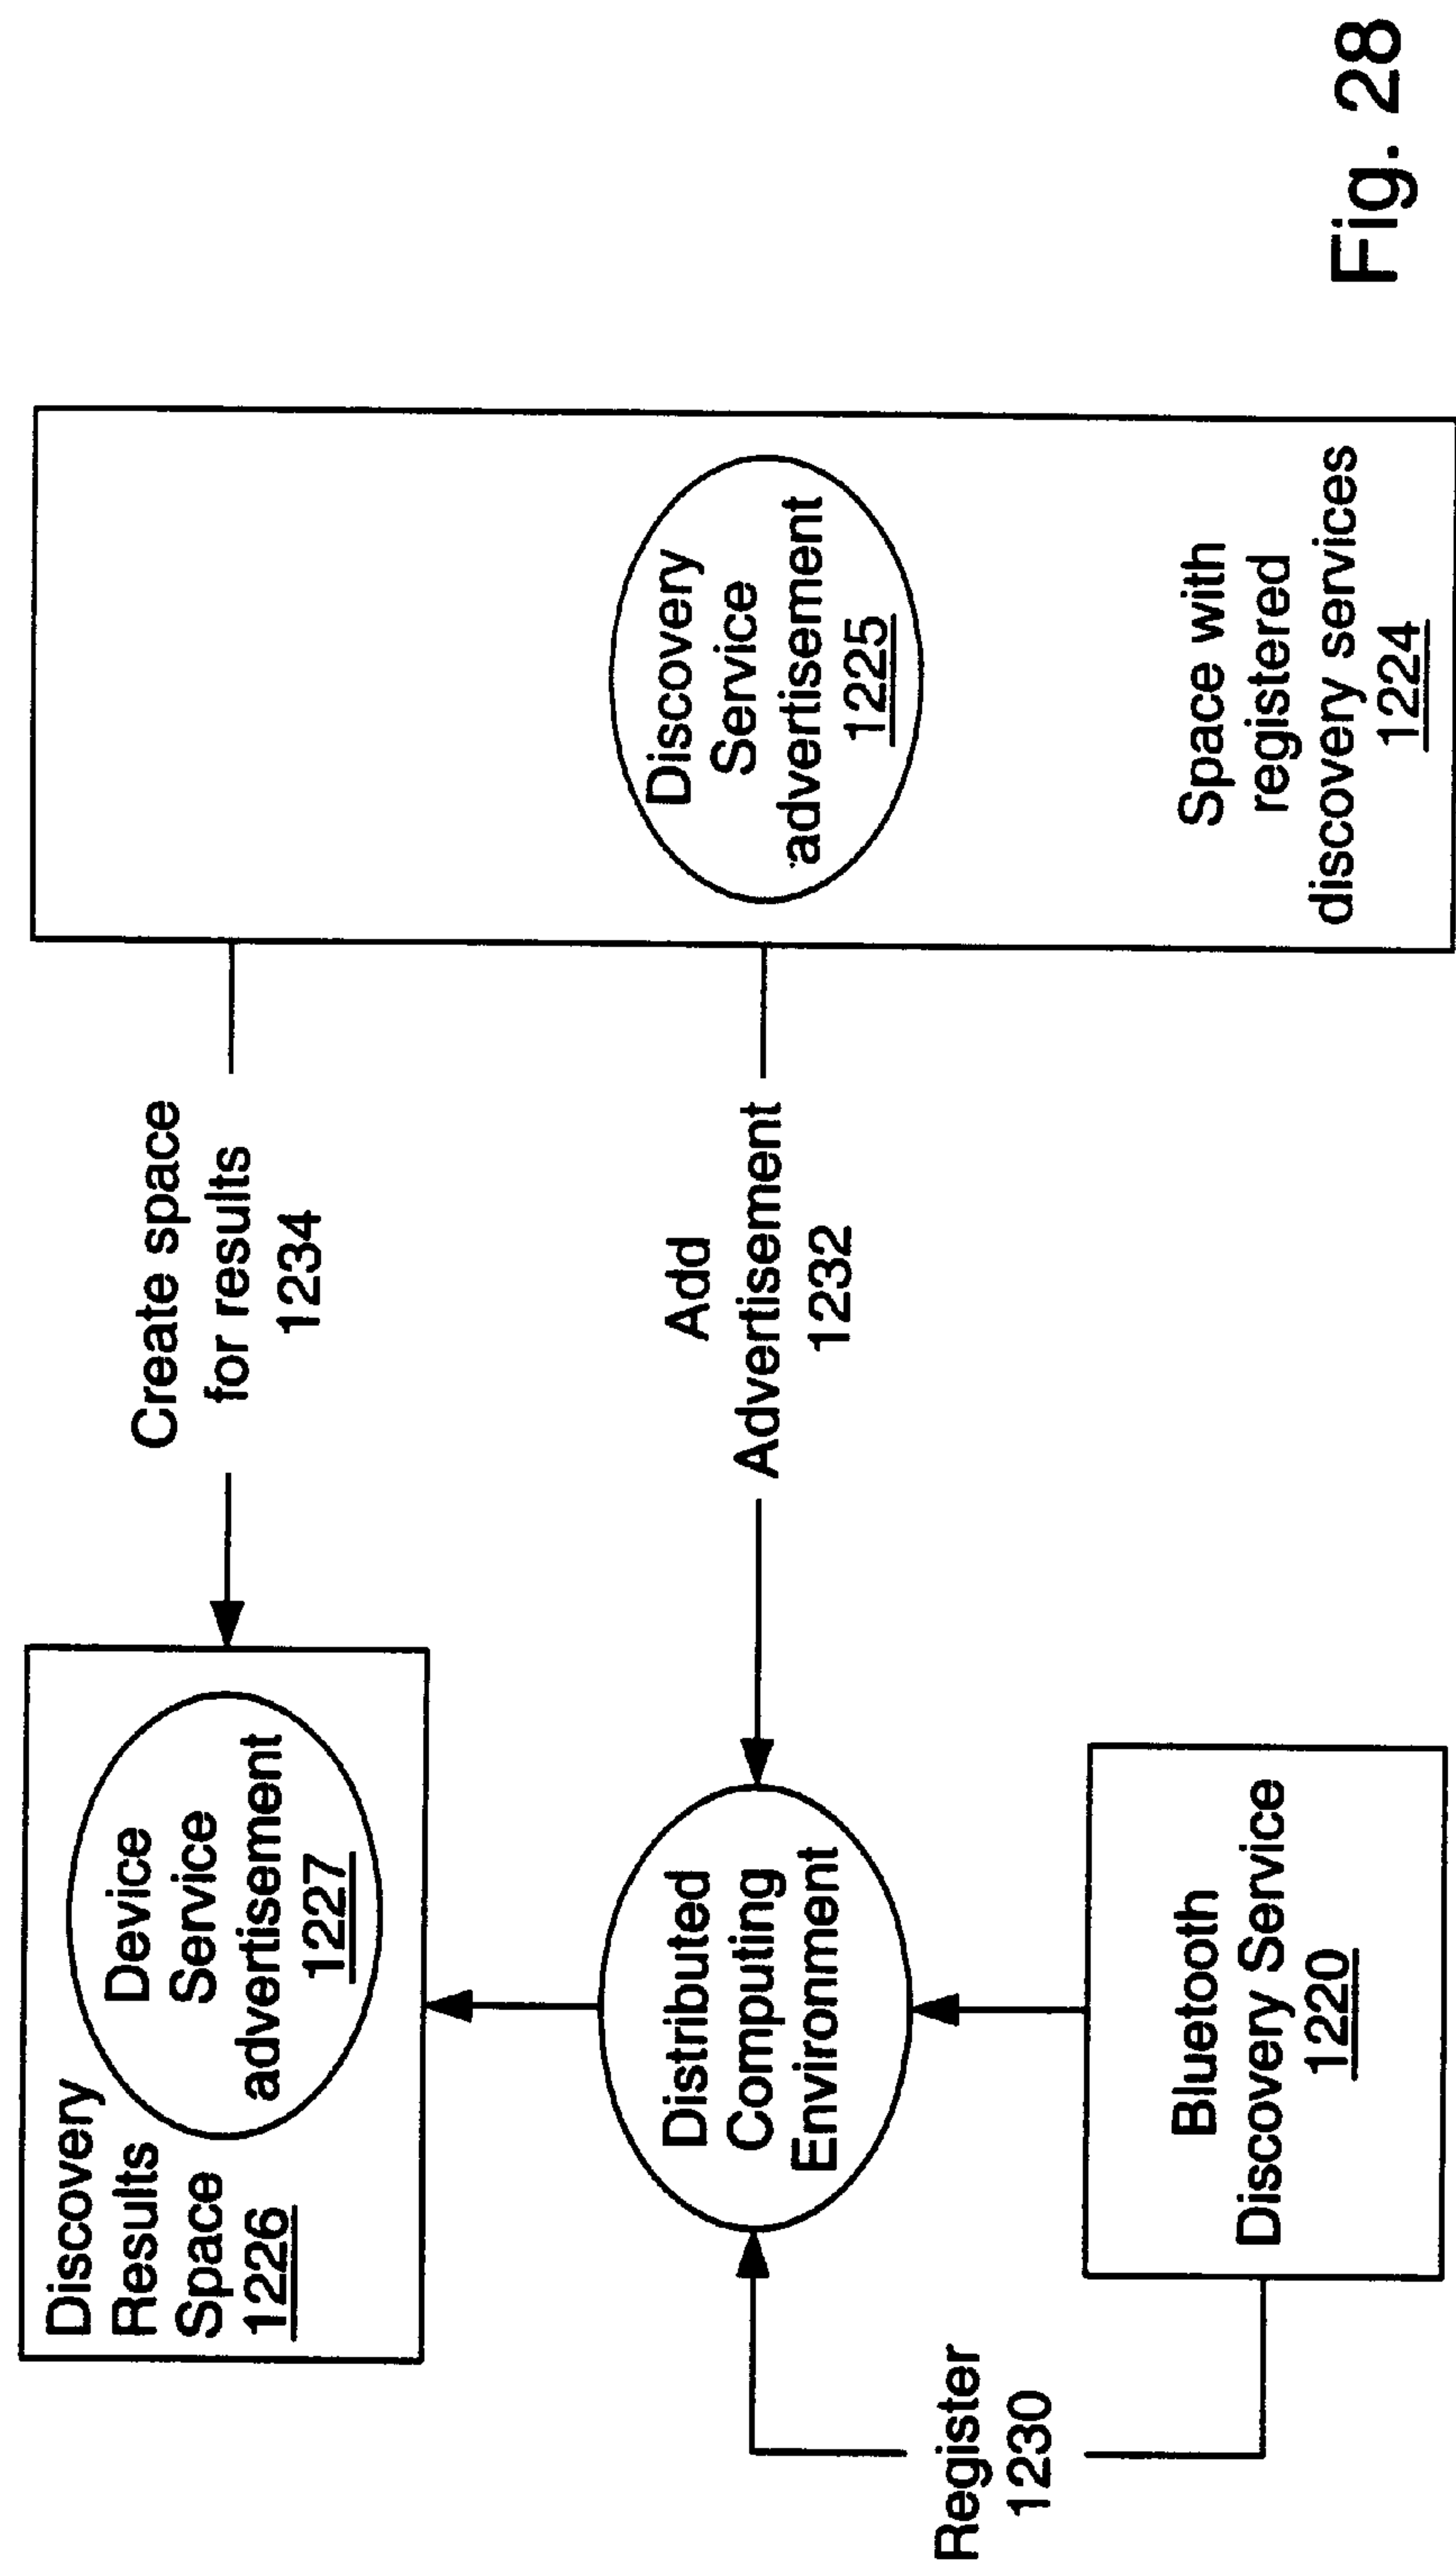 Discovery
Results
Space
1226
Device
Service
advertisement
1227
Create space
for results
1234
Distributed
Computing
Environment
Add
Advertisement
1232
Discovery
Service
advertisement
1225
Register
1230
Bluetooth
Discovery Service
1220
Space with
registered
discovery services
1224
Fig. 28